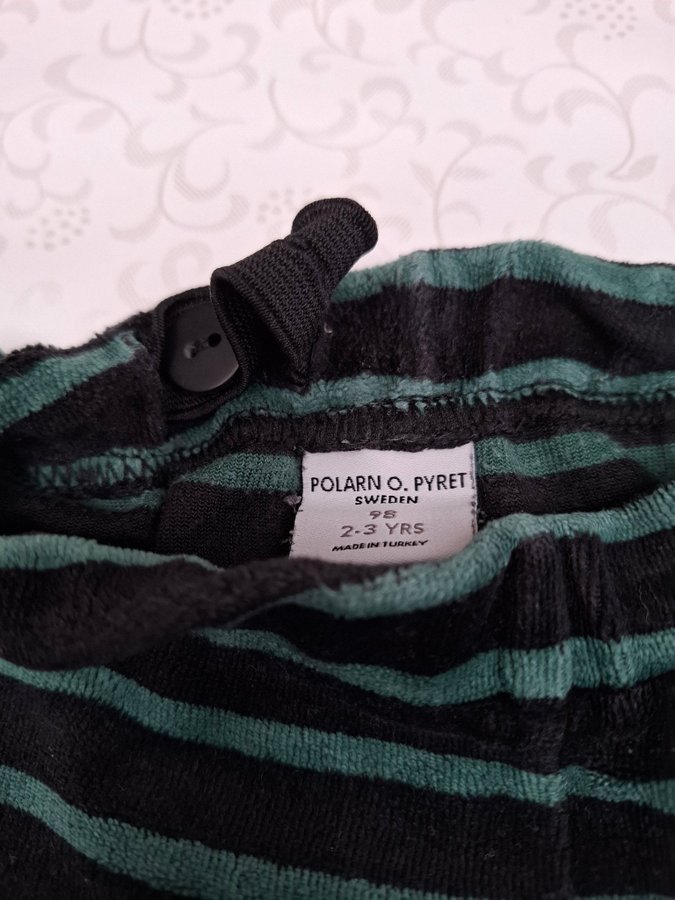 POLARN O. PYRET
SWEDEN
98
2-3 YRS
MADE IN TURKEY